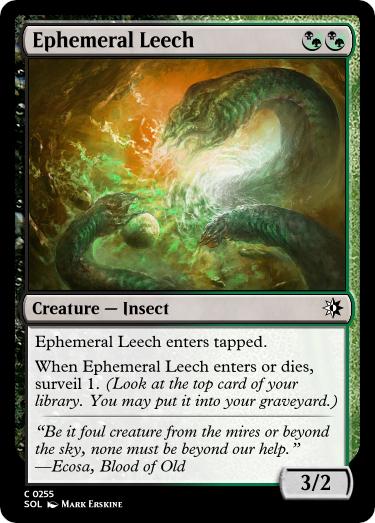 Ephemeral Leech
Creature — Insect
Ephemeral Leech enters tapped.
When Ephemeral Leech enters or dies,
surveil 1. (Look at the top card of your
library. You may put it into your graveyard.)
“Be it foul creature from the mires or beyond
the sky, none must be beyond our help.”
—Ecosa, Blood of Old
3/2
C 0255
SOL Mark Erskine